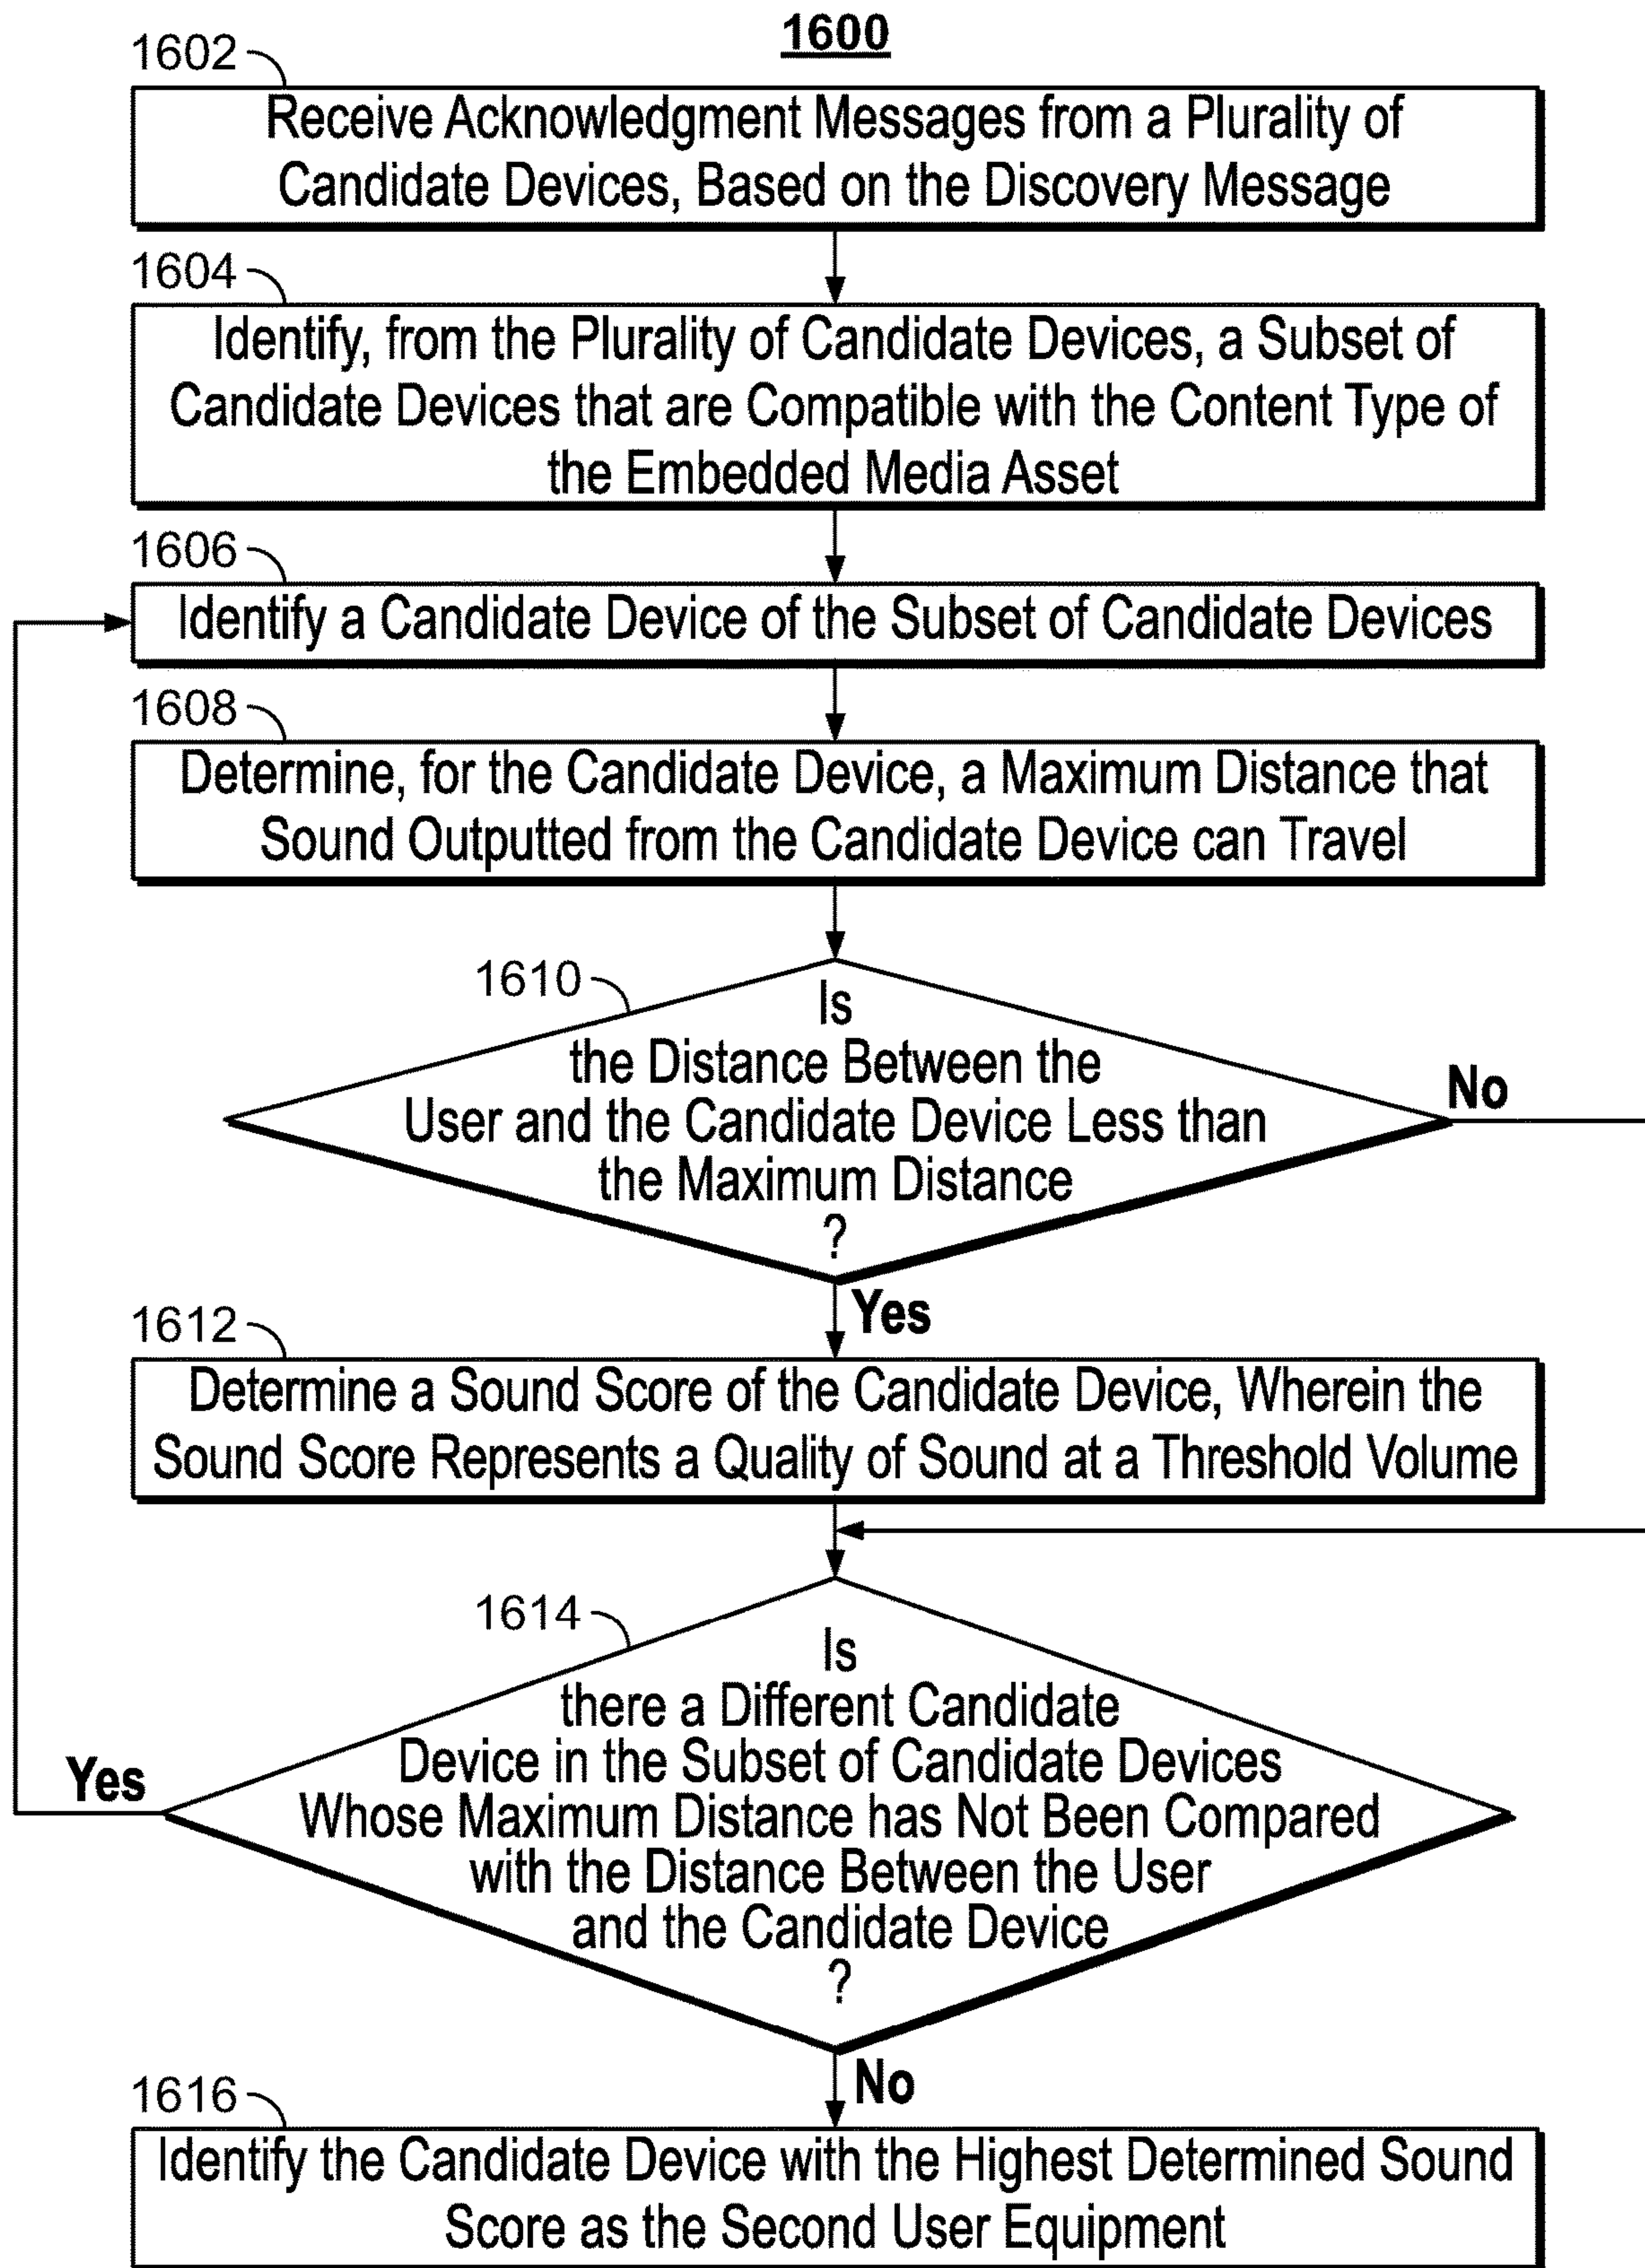 1600
1602
Receive Acknowledgment Messages from a Plurality of
Candidate Devices, Based on the Discovery Message
1604
Identify, from the Plurality of Candidate Devices, a Subset of
Candidate Devices that are Compatible with the Content Type of
the Embedded Media Asset
1606
Identify a Candidate Device of the Subset of Candidate Devices
1608
Determine, for the Candidate Device, a Maximum Distance that
Sound Outputted from the Candidate Device can Travel
1610
Is
the Distance Between the
User and the Candidate Device Less than
the Maximum Distance
?
No
Yes
1612
Determine a Sound Score of the Candidate Device, Wherein the
Sound Score Represents a Quality of Sound at a Threshold Volume
1614
Is
there a Different Candidate
Device in the Subset of Candidate Devices
Whose Maximum Distance has Not Been Compared
with the Distance Between the User
and the Candidate Device
?
Yes
No
1616
Identify the Candidate Device with the Highest Determined Sound
Score as the Second User Equipment